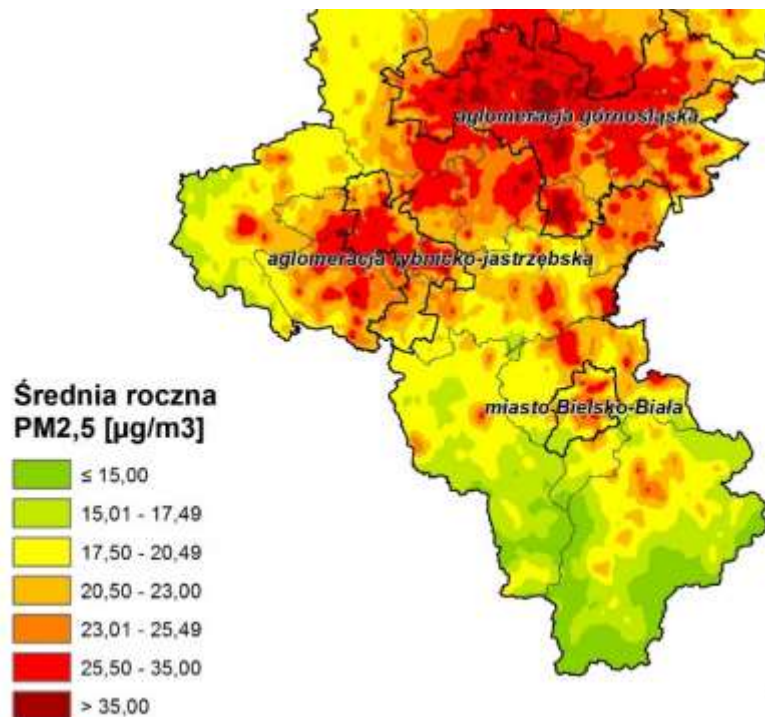 aglomeracja górnośląska
aglomeracja rybnicko-jastrzębska
miasto Bielsko-Biała
Średnia roczna
PM2,5 [µg/m3]
≤ 15,00
15,01 - 17,49
17,50 - 20,49
20,50 - 23,00
23,01 - 25,49
25,50 - 35,00
> 35,00